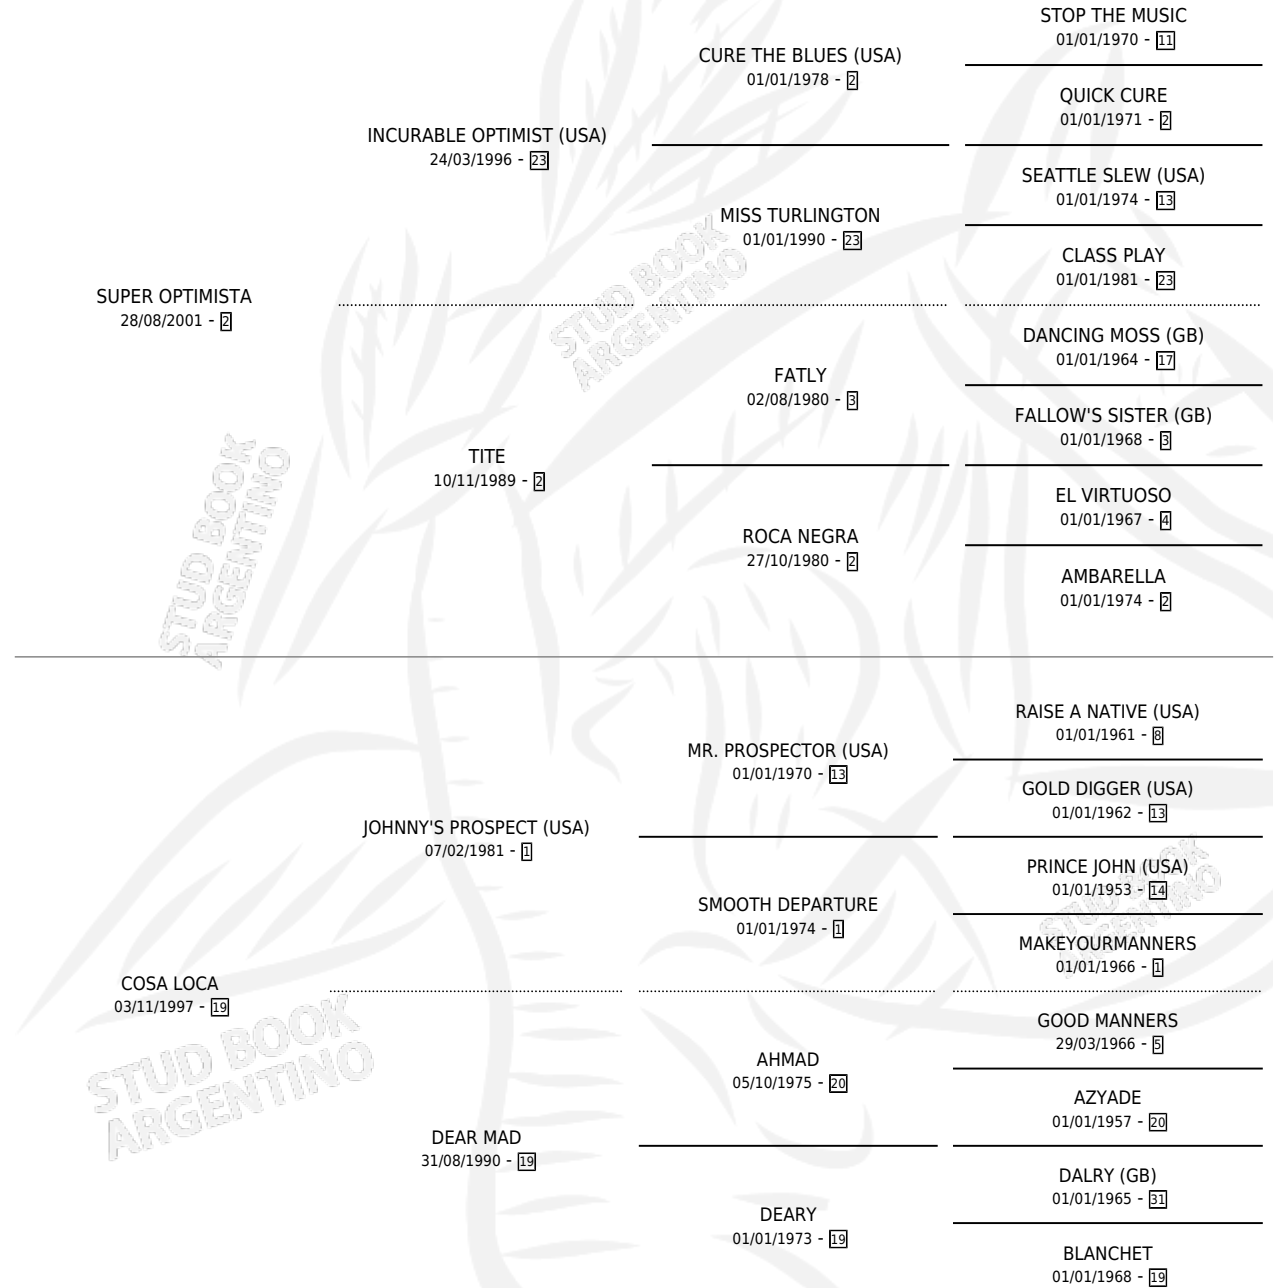 STOP THE MUSIC
01/01/1970 - 11
CURE THE BLUES (USA)
01/01/1978 - 2
QUICK CURE
01/01/1971 - 2
INCURABLE OPTIMIST (USA)
24/03/1996 - 23
SEATTLE SLEW (USA)
01/01/1974 - 13
MISS TURLINGTON
01/01/1990 - 23
CLASS PLAY
01/01/1981 - 23
SUPER OPTIMISTA
28/08/2001 - 2
STUD BOOK
ARGENTINO
DANCING MOSS (GB)
01/01/1964 - 17
FATLY
02/08/1980 - 3
FALLOW'S SISTER (GB)
01/01/1968 - 3
TITE
10/11/1989 - 2
EL VIRTUOSO
01/01/1967 - 4
ROCA NEGRA
27/10/1980 - 2
AMBARELLA
01/01/1974 - 2
STUD BOOK
ARGENTINO
RAISE A NATIVE (USA)
01/01/1961 - 8
MR. PROSPECTOR (USA)
01/01/1970 - 13
GOLD DIGGER (USA)
01/01/1962 - 13
JOHNNY'S PROSPECT (USA)
07/02/1981 - 1
PRINCE JOHN (USA)
01/01/1953 - 14
SMOOTH DEPARTURE
01/01/1974 - 1
MAKEYOURMANNERS
01/01/1966 - 1
STUD BOOK
ARGENTINO
COSA LOCA
03/11/1997 - 19
GOOD MANNERS
29/03/1966 - 5
AHMAD
05/10/1975 - 20
AZYADE
01/01/1957 - 20
STUD BOOK
ARGENTINO
DEAR MAD
31/08/1990 - 19
DALRY (GB)
01/01/1965 - 31
DEARY
01/01/1973 - 19
BLANCHET
01/01/1968 - 19